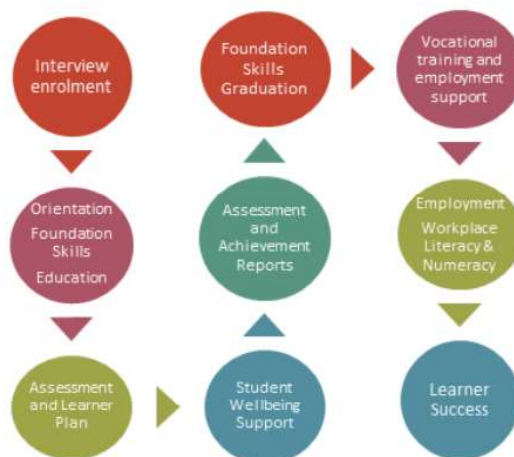 Interview
enrolment
Orientation
Foundation
Skills
Education
Assessment
and Learner
Plan
Student
Wellbeing
Support
Assessment
and
Achievement
Reports
Foundation
Skills
Graduation
Vocational
training and
employment
support
Employment
Workplace
Literacy &
Numeracy
Learner
Success